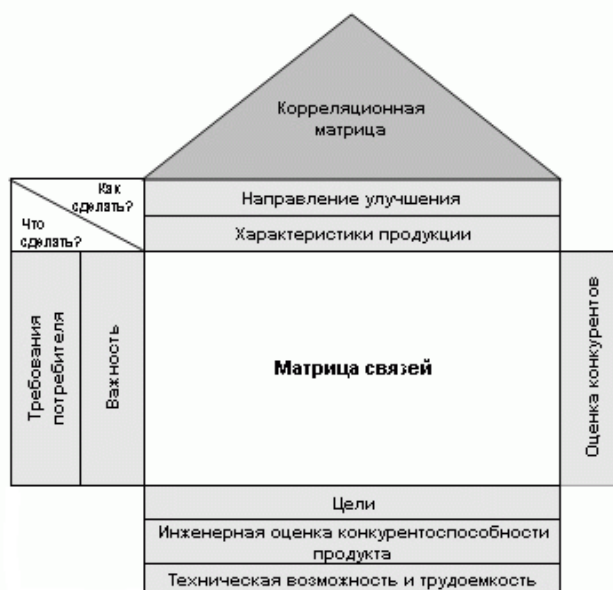 Корреляционная
матрица
Как
сделать?
Что
сделать?
Направление улучшения
Характеристики продукции
Требования
потребителя
Важность
Матрица связей
Оценка конкурентов
Цели
Инженерная оценка конкурентоспособности
продукта
Техническая возможность и трудоемкость